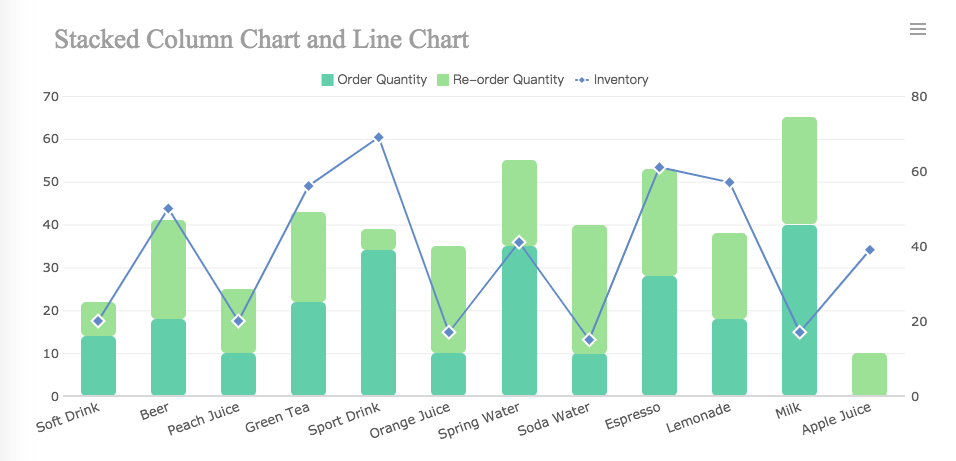 Stacked Column Chart and Line Chart
Order Quantity Re-order Quantity Inventory
70 80
60
50 60
40
30 40
20 20
10
0 0
Soft Drink Beer Peach Juice Green Tea Sport Drink Orange Juice Spring Water Soda Water Espresso Lemonade Milk Apple Juice